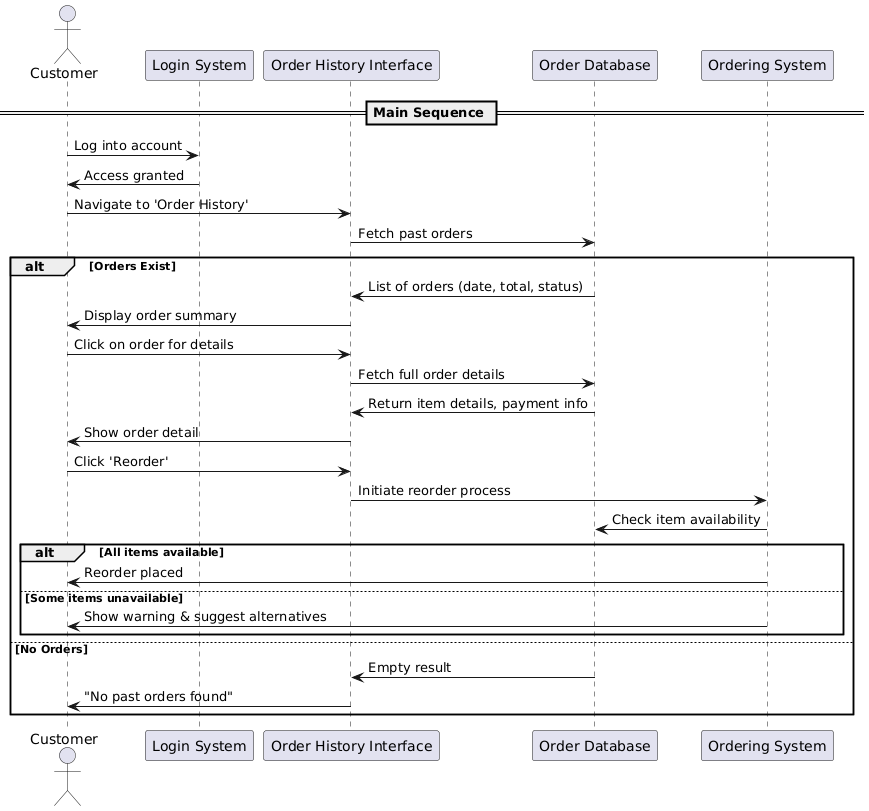 Customer
Login System
Order History Interface
Order Database
Ordering System
Main Sequence
Log into account
Access granted
Navigate to 'Order History'
Fetch past orders
alt [Orders Exist]
List of orders (date, total, status)
Display order summary
Click on order for details
Fetch full order details
Return item details, payment info
Show order detail
Click 'Reorder'
Initiate reorder process
Check item availability
alt [All items available]
Reorder placed
[Some items unavailable]
Show warning & suggest alternatives
[No Orders]
Empty result
"No past orders found"
Customer
Login System
Order History Interface
Order Database
Ordering System